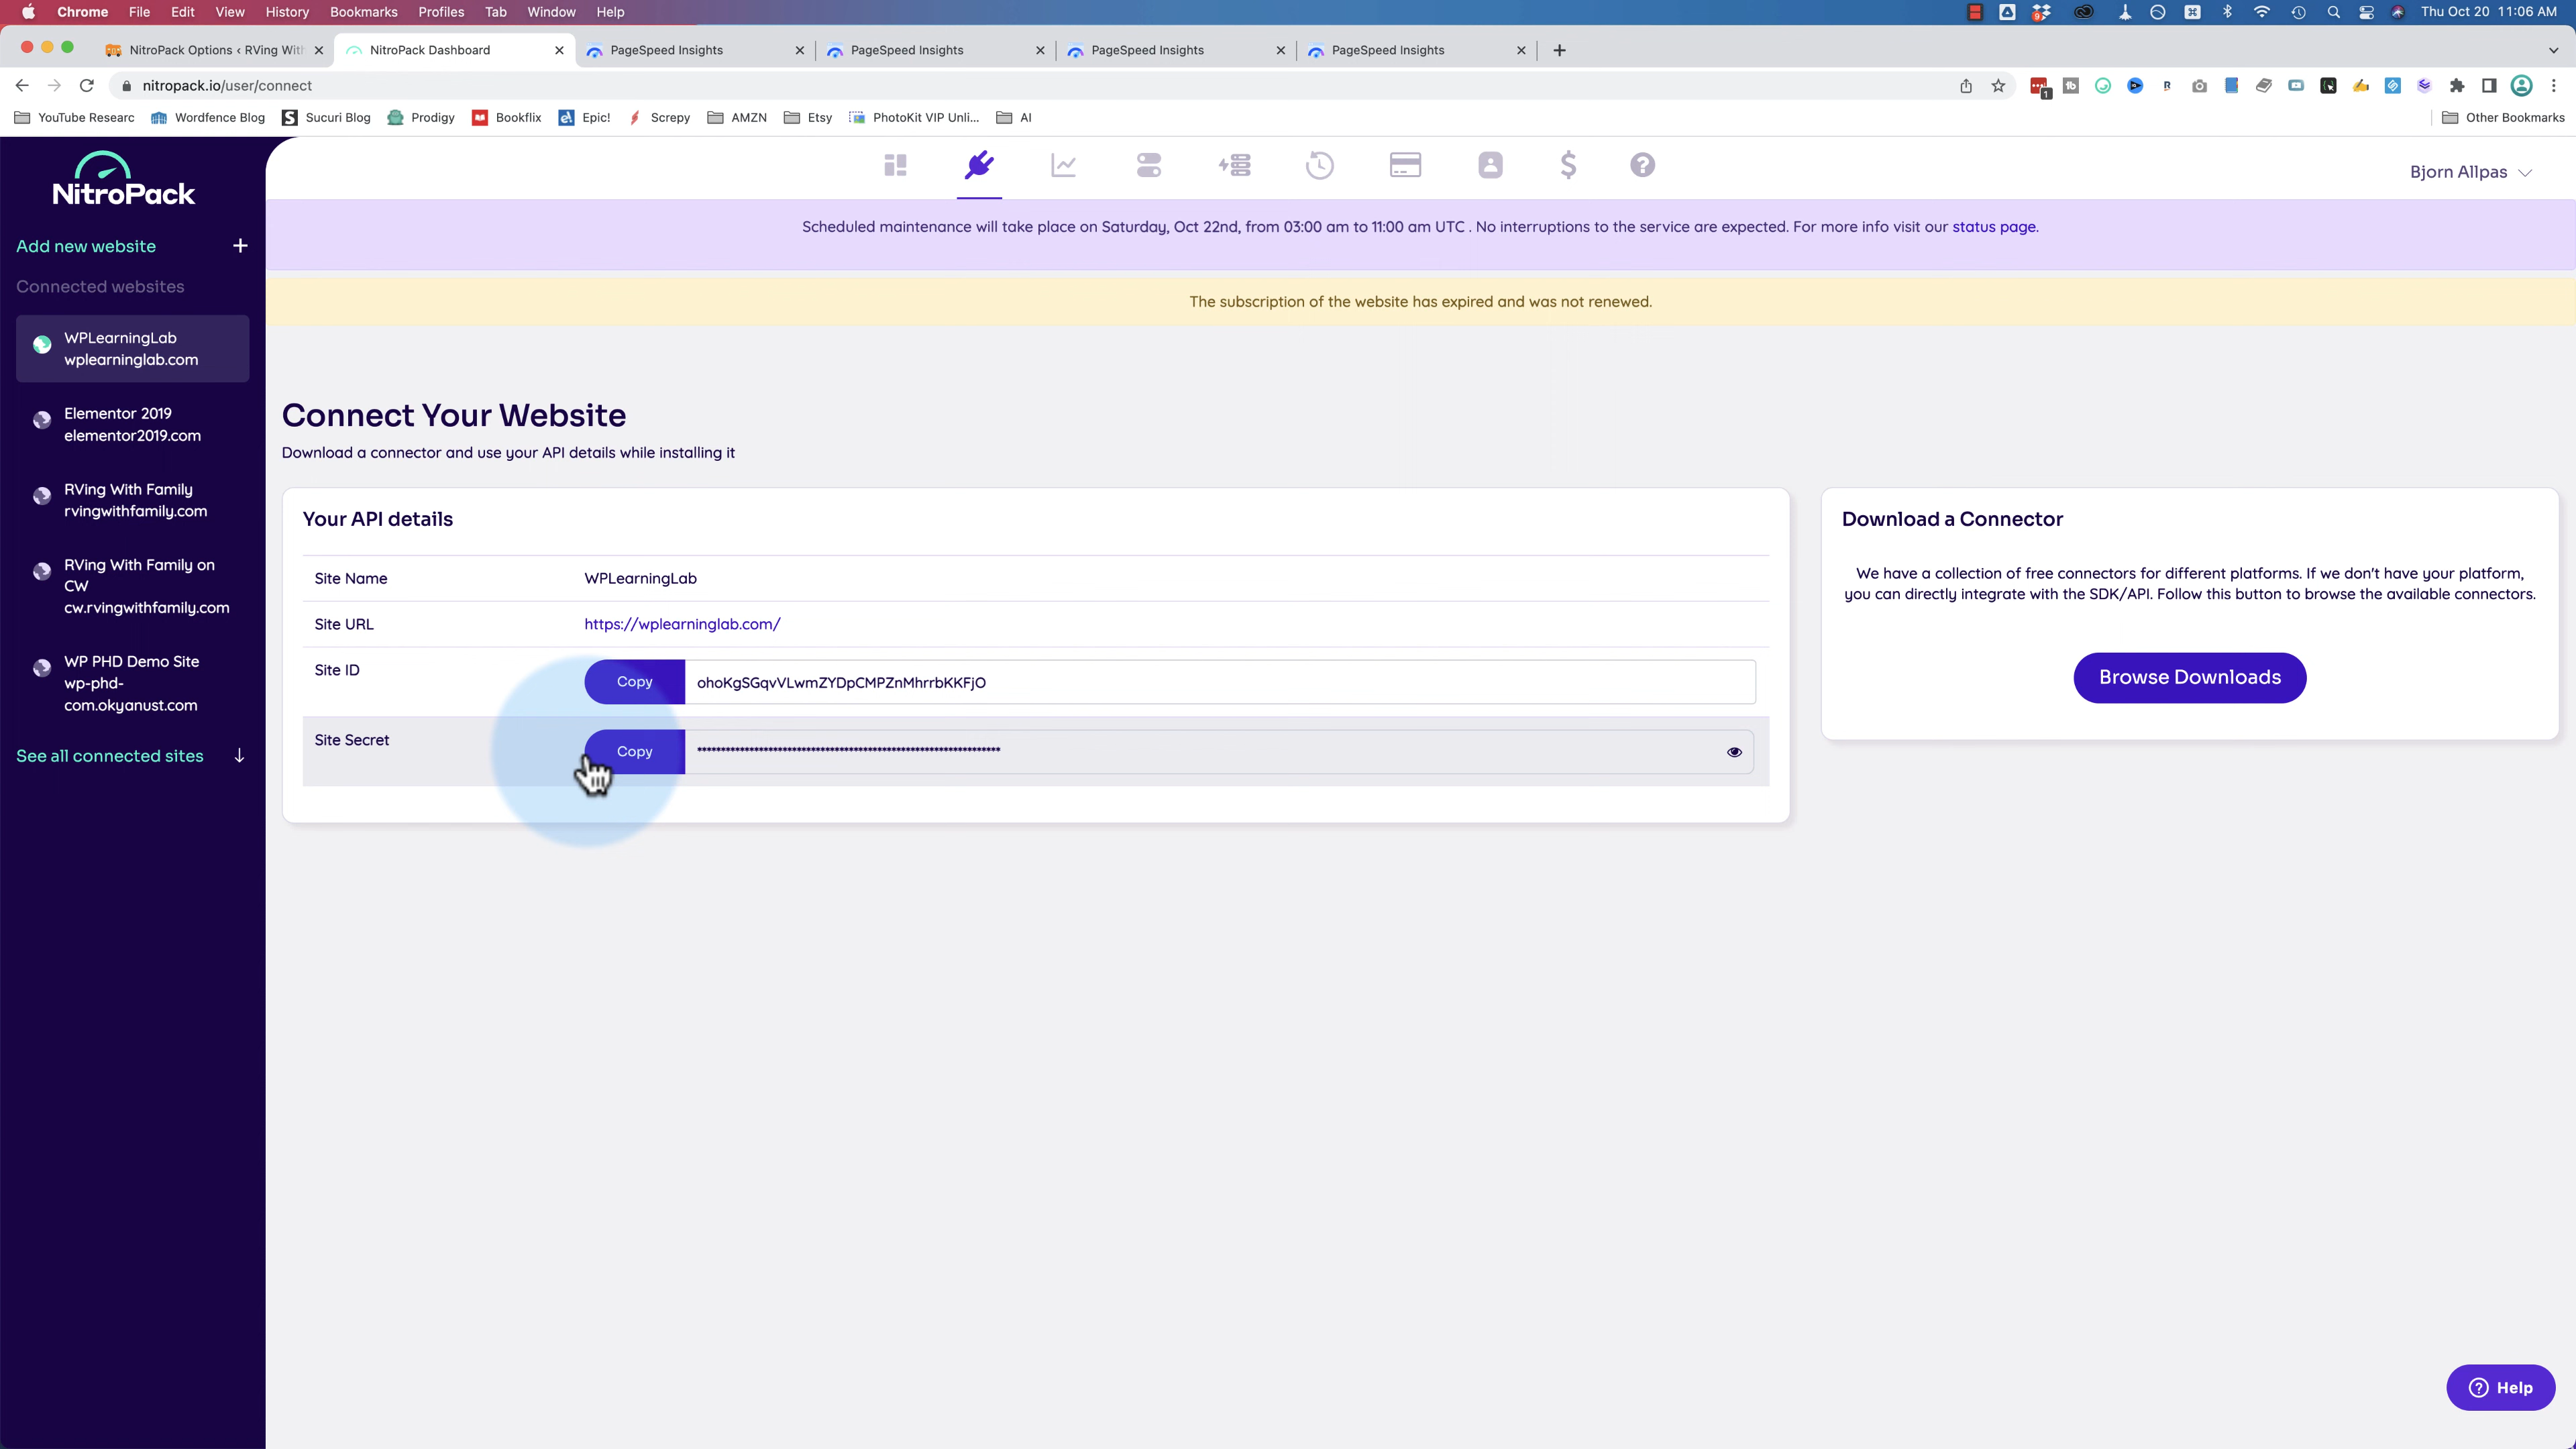 Chrome File Edit View History Bookmarks Profiles Tab Window Help
9
Thu Oct 20 11:06 AM
NitroPack Options ‹ RVing With
NitroPack Dashboard
PageSpeed Insights
PageSpeed Insights
PageSpeed Insights
PageSpeed Insights
nitropack.io/user/connect
1
YouTube Researc Wordfence Blog Sucuri Blog Prodigy Bookflix Epic! Screpy AMZN Etsy PhotoKit VIP Unli... AI Other Bookmarks
NitroPack
Bjorn Allpas
Add new website +
Connected websites
WPLearningLab
wplearninglab.com
Elementor 2019
elementor2019.com
RVing With Family
rvingwithfamily.com
RVing With Family on
CW
cw.rvingwithfamily.com
WP PHD Demo Site
wp-phd-
com.okyanust.com
See all connected sites ↓
Scheduled maintenance will take place on Saturday, Oct 22nd, from 03:00 am to 11:00 am UTC . No interruptions to the service are expected. For more info visit our status page.
The subscription of the website has expired and was not renewed.
Connect Your Website
Download a connector and use your API details while installing it
Your API details
Site Name WPLearningLab
Site URL https://wplearninglab.com/
Site ID Copy ohoKgSGqvVLwmZYDpCMPZnMhrrbKKFjO
Site Secret Copy ****************************************************************
Download a Connector
We have a collection of free connectors for different platforms. If we don't have your platform,
you can directly integrate with the SDK/API. Follow this button to browse the available connectors.
Browse Downloads
Help